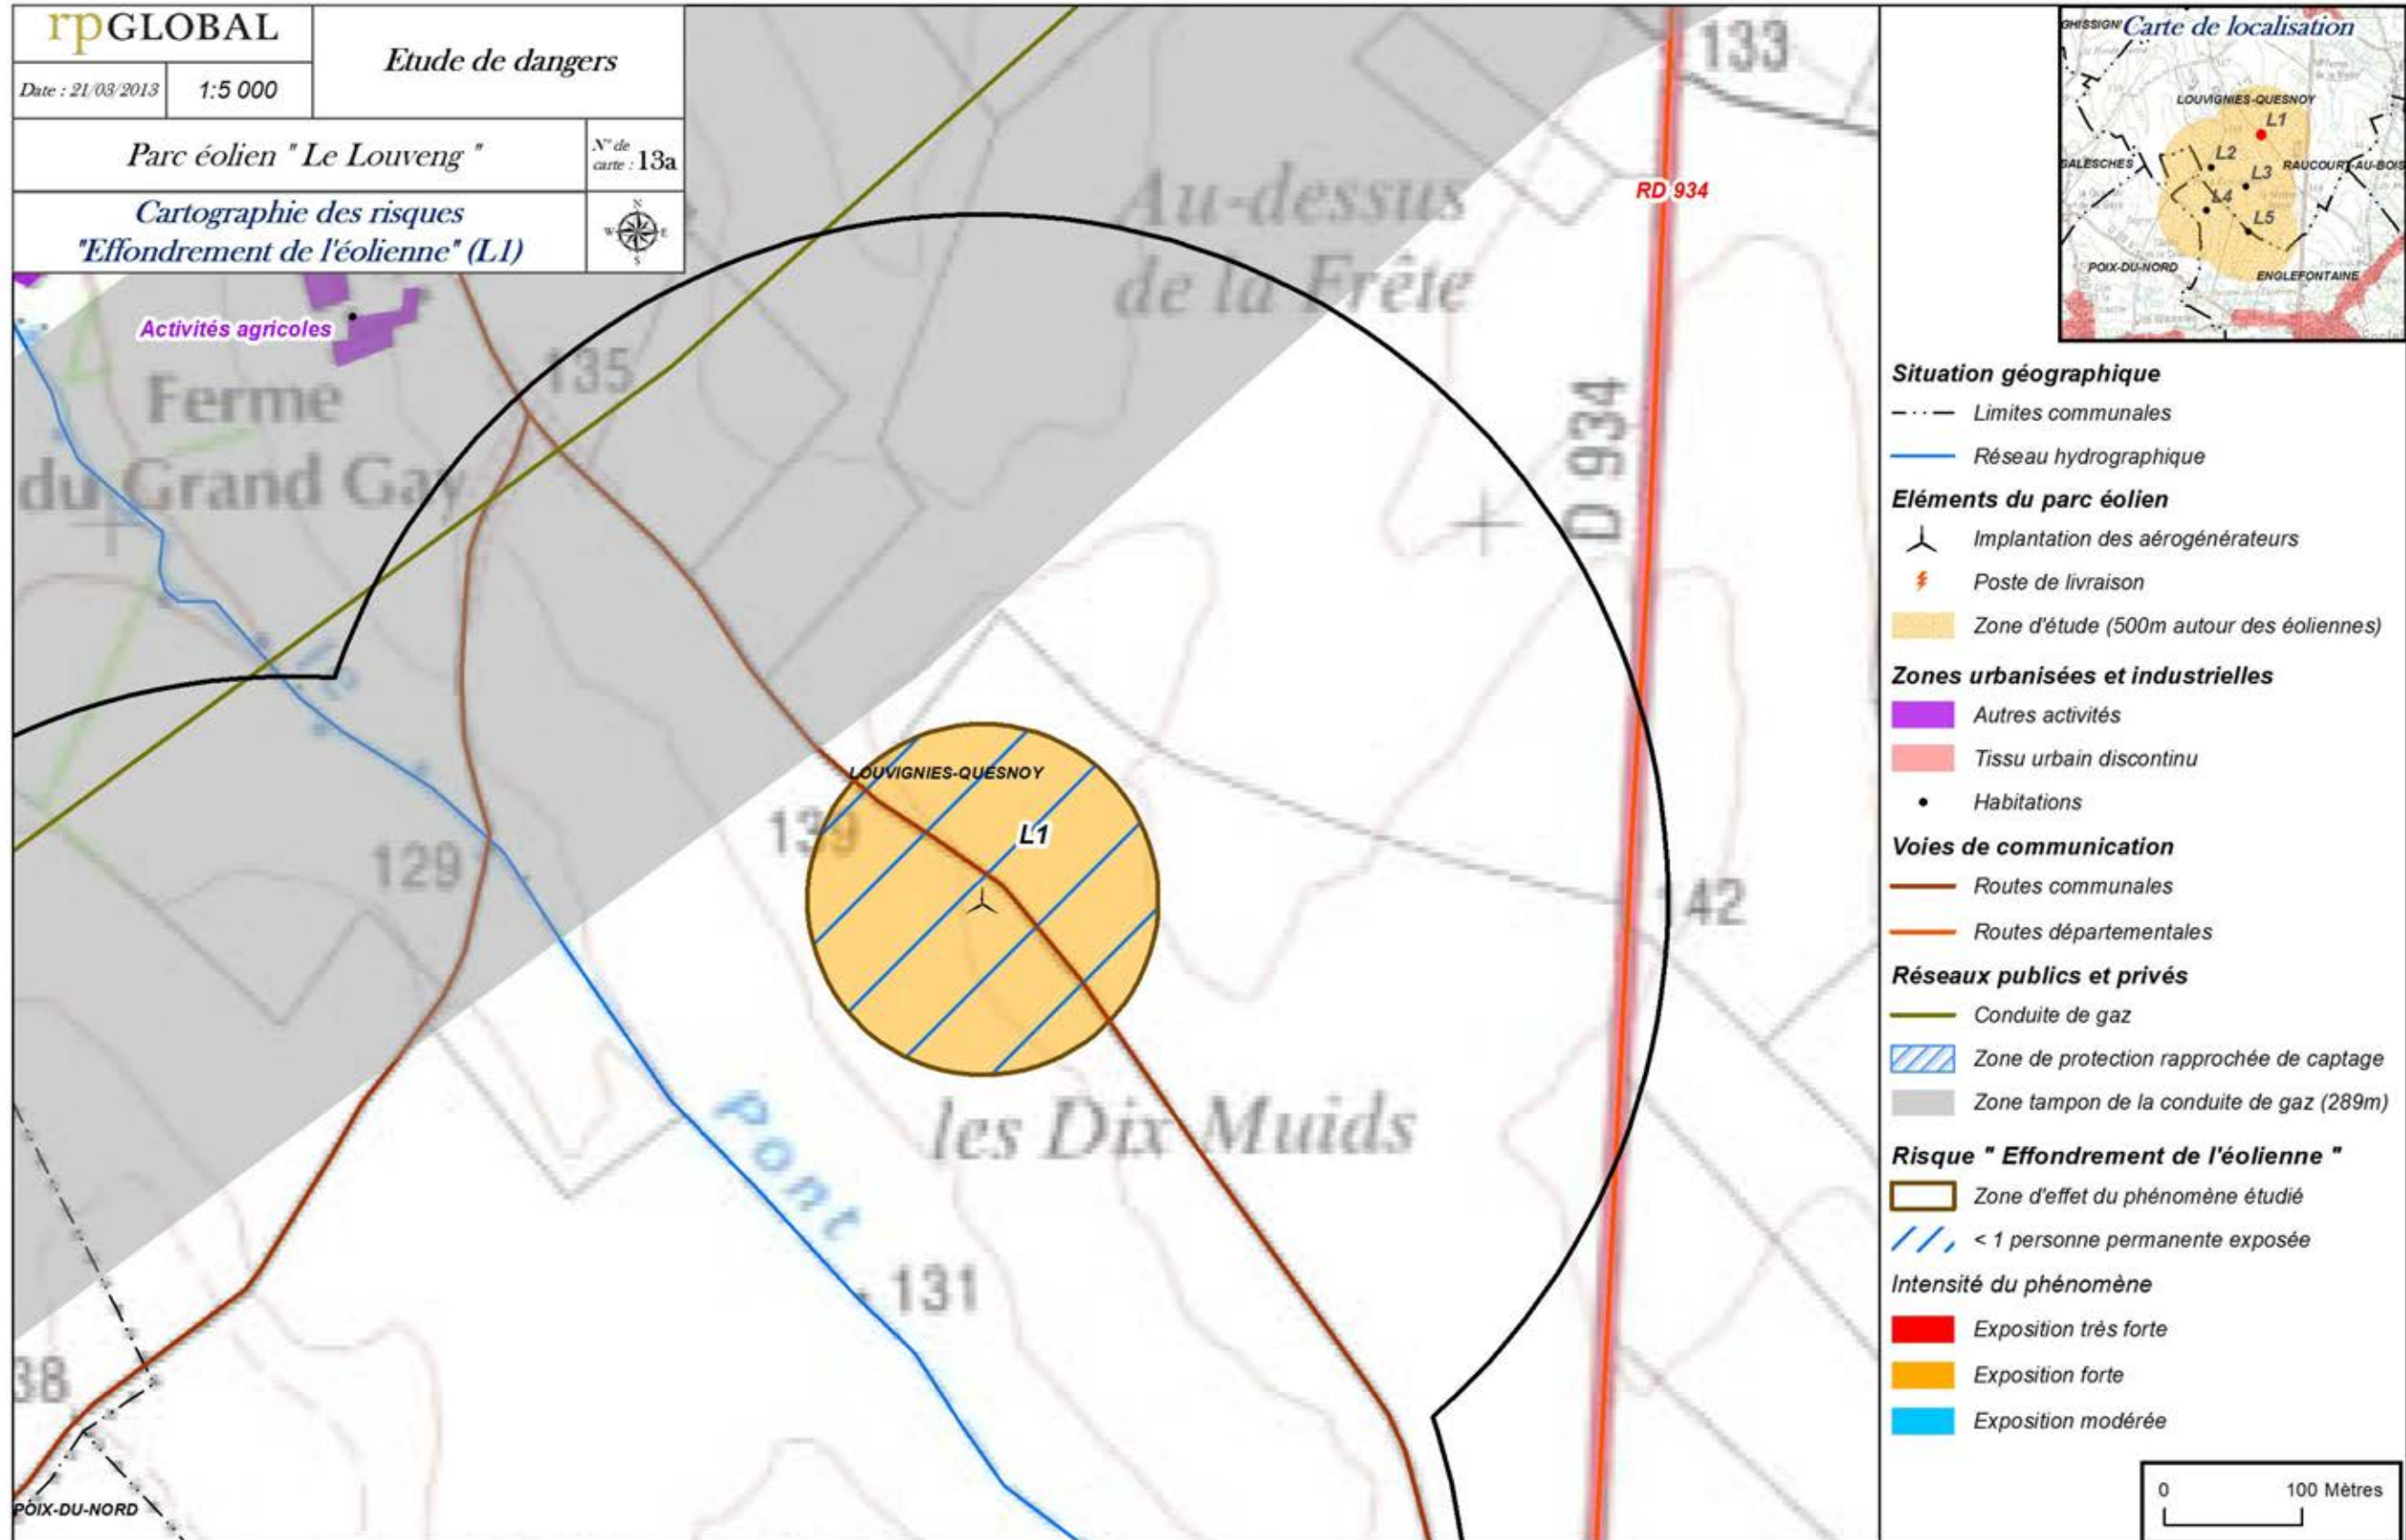 rpGLOBAL
Date : 21/03/2013
1:5 000
Etude de dangers
Parc éolien " Le Louveng "
N° de
carte : 13a
Cartographie des risques
"Effondrement de l'éolienne" (L1)
N
W E
S
Carte de localisation
LOUVIGNIES-QUESNOY
L1
SALESCHES
L2
RAUCOURT-AU-BOIS
L3
L4
L5
POIX-DU-NORD
ENGLEFONTAINE
133
Au-dessus
de la Frête
RD 934
Activités agricoles
135
Ferme
du Grand Gay
D 934
LOUVIGNIES-QUESNOY
139
L1
129
42
Pont
les Dix Muids
131
38
POIX-DU-NORD
Situation géographique
Limites communales
Réseau hydrographique
Eléments du parc éolien
Implantation des aérogénérateurs
Poste de livraison
Zone d'étude (500m autour des éoliennes)
Zones urbanisées et industrielles
Autres activités
Tissu urbain discontinu
Habitations
Voies de communication
Routes communales
Routes départementales
Réseaux publics et privés
Conduite de gaz
Zone de protection rapprochée de captage
Zone tampon de la conduite de gaz (289m)
Risque " Effondrement de l'éolienne "
Zone d'effet du phénomène étudié
< 1 personne permanente exposée
Intensité du phénomène
Exposition très forte
Exposition forte
Exposition modérée
0 100 Mètres